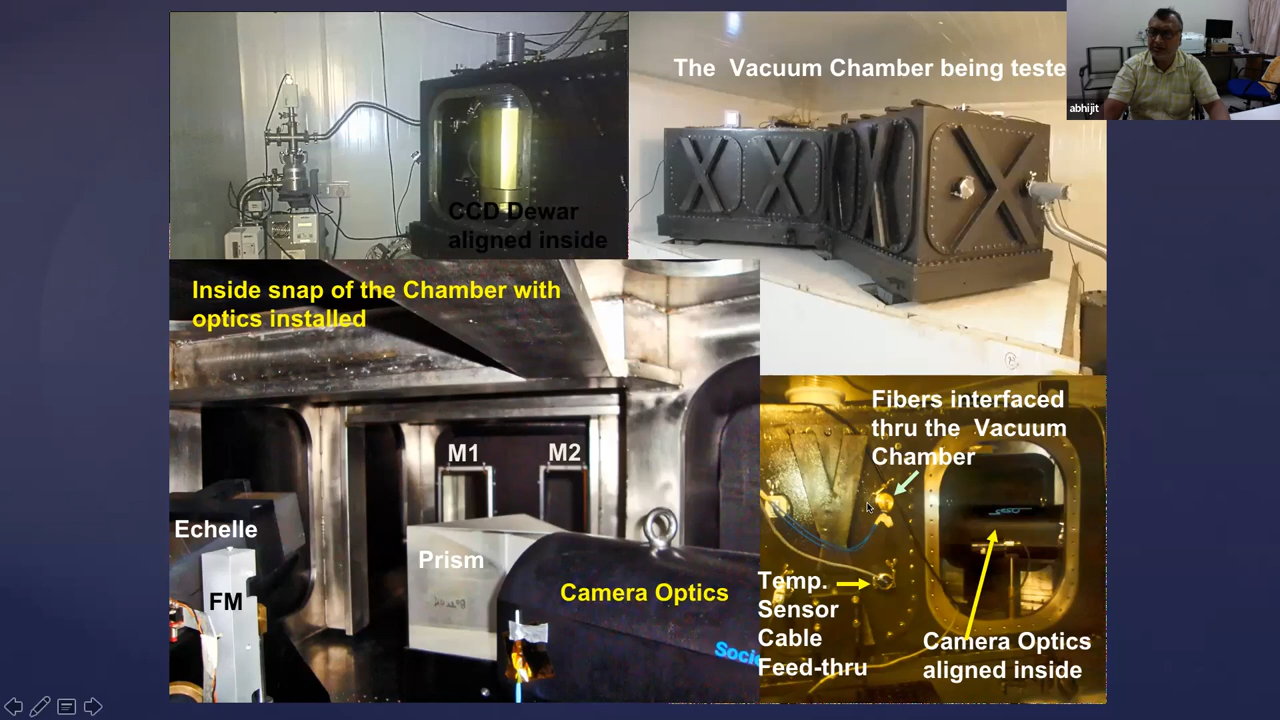 The Vacuum Chamber being teste
abhijit
CCD Dewar
aligned inside
Inside snap of the Chamber with
optics installed
M1
M2
Echelle
Prism
FM
Camera Optics
Fibers interfaced
thru the Vacuum
Chamber
Temp.
Sensor
Cable
Feed-thru
Camera Optics
aligned inside